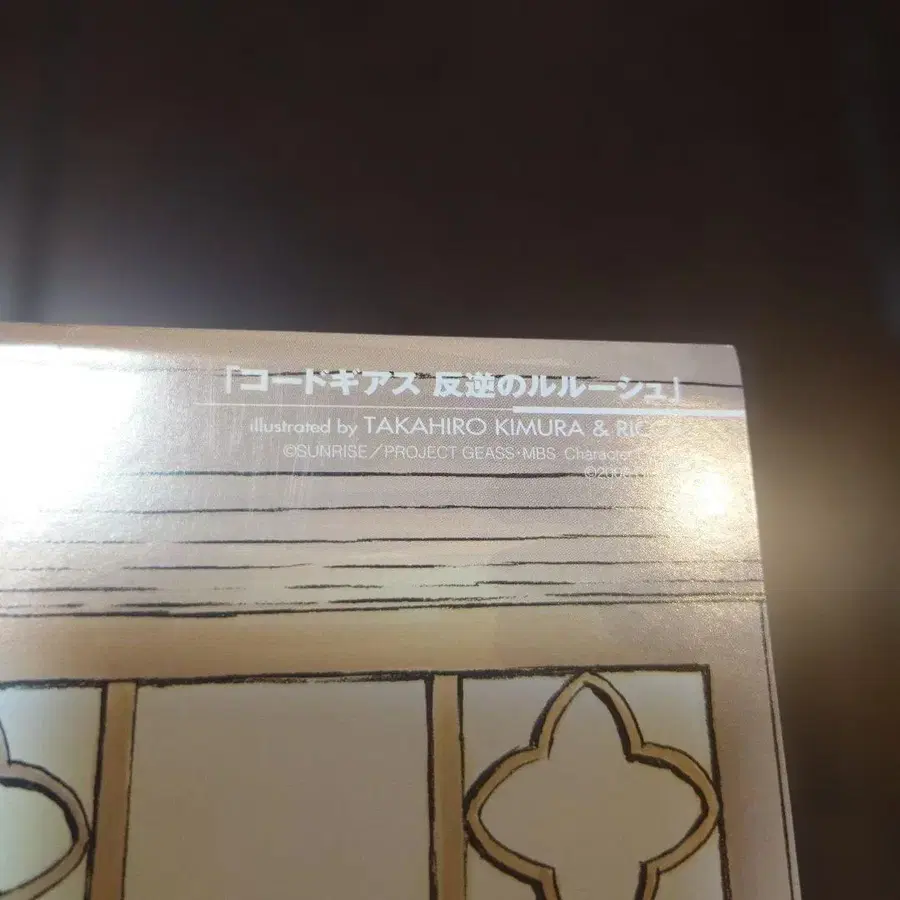 「コードギアス 反逆のルルーシュ」
illustrated by TAKAHIRO KIMURA &
©SUNRISE／PROJECT GEASS・MBS Character